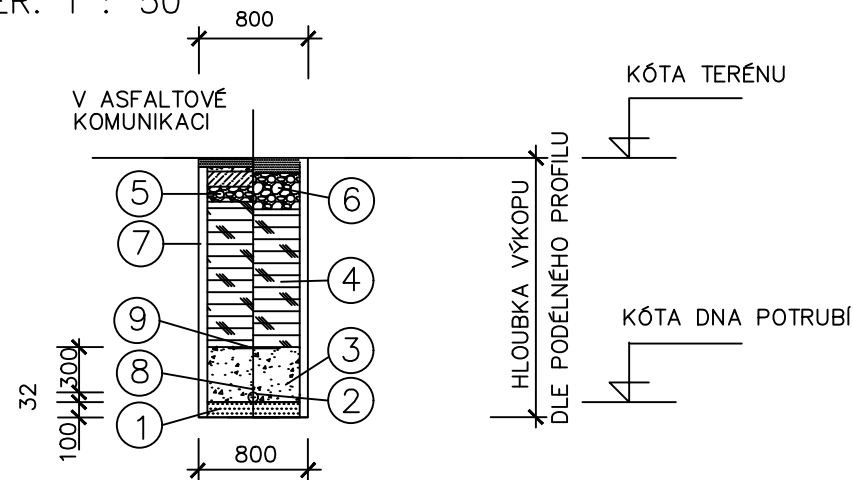 ĚR. 1 : 50
800
KÓTA TERÉNU
V ASFALTOVÉ
KOMUNIKACI
5
6
7
4
HLOUBKA VÝKOPU
DLE PODÉLNÉHO PROFILU
9
3
KÓTA DNA POTRUBÍ
300
8
32
2
1
100
800